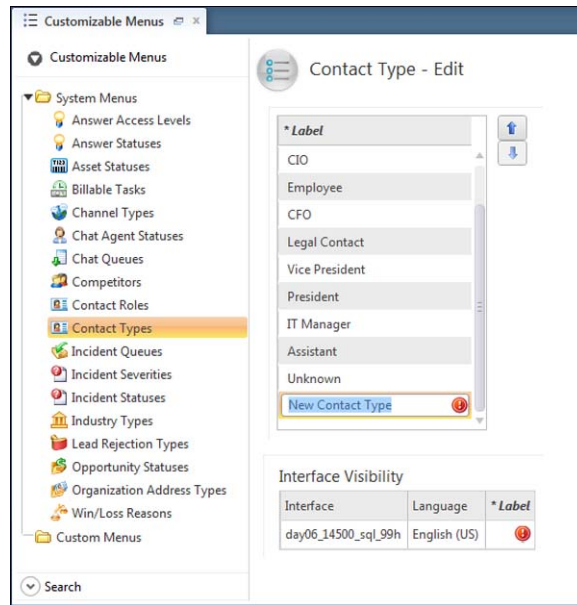 Customizable Menus
Customizable Menus
System Menus
Answer Access Levels
Answer Statuses
Asset Statuses
Billable Tasks
Channel Types
Chat Agent Statuses
Chat Queues
Competitors
Contact Roles
Contact Types
Incident Queues
Incident Severities
Incident Statuses
Industry Types
Lead Rejection Types
Opportunity Statuses
Organization Address Types
Win/Loss Reasons
Custom Menus
Search
Contact Type - Edit
* Label
CIO
Employee
CFO
Legal Contact
Vice President
President
IT Manager
Assistant
Unknown
New Contact Type
Interface Visibility
Interface Language * Label
day06_14500_sql_99h English (US)